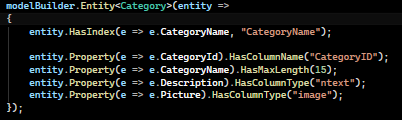 modelBuilder.Entity<Category>(entity =>
{
    entity.HasIndex(e => e.CategoryName, "CategoryName");
    entity.Property(e => e.CategoryId).HasColumnName("CategoryID");
    entity.Property(e => e.CategoryName).HasMaxLength(15);
    entity.Property(e => e.Description).HasColumnType("ntext");
    entity.Property(e => e.Picture).HasColumnType("image");
});